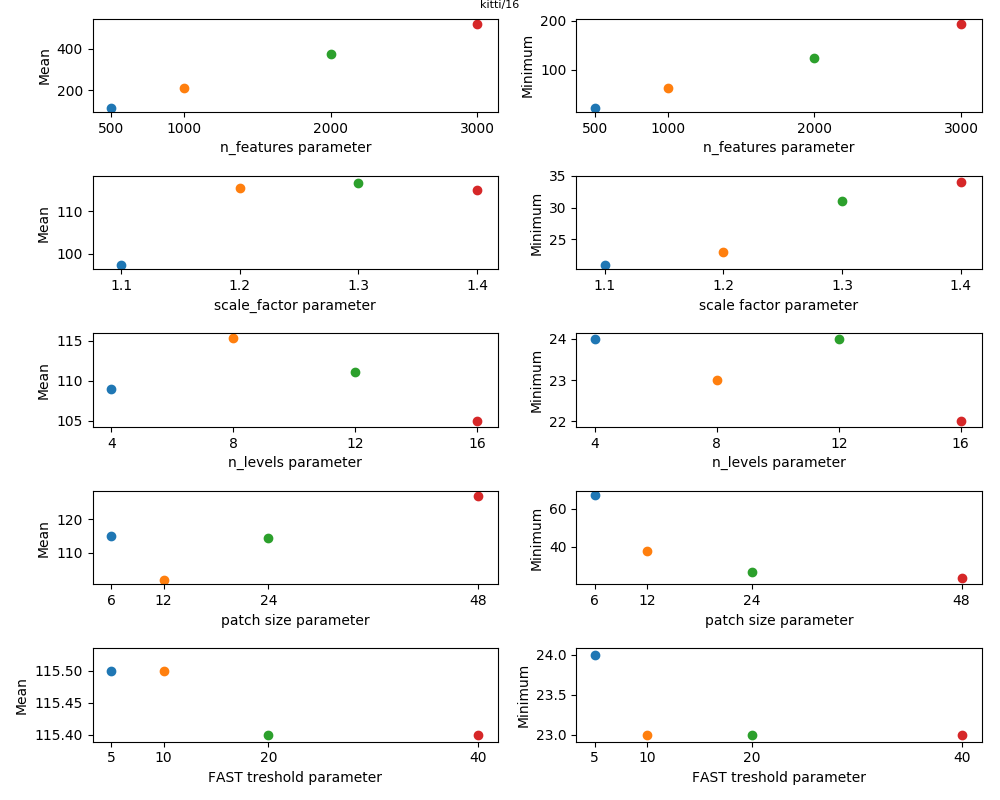 kitti/16
Mean
400
200
500 1000 2000 3000
n_features parameter
Minimum
200
100
500 1000 2000 3000
n_features parameter
Mean
110
100
1.1 1.2 1.3 1.4
scale_factor parameter
Minimum
35
30
25
1.1 1.2 1.3 1.4
scale factor parameter
Mean
115
110
105
4 8 12 16
n_levels parameter
Minimum
24
23
22
4 8 12 16
n_levels parameter
Mean
120
110
6 12 24 48
patch size parameter
Minimum
60
40
6 12 24 48
patch size parameter
Mean
115.50
115.45
115.40
5 10 20 40
FAST treshold parameter
Minimum
24.0
23.5
23.0
5 10 20 40
FAST treshold parameter